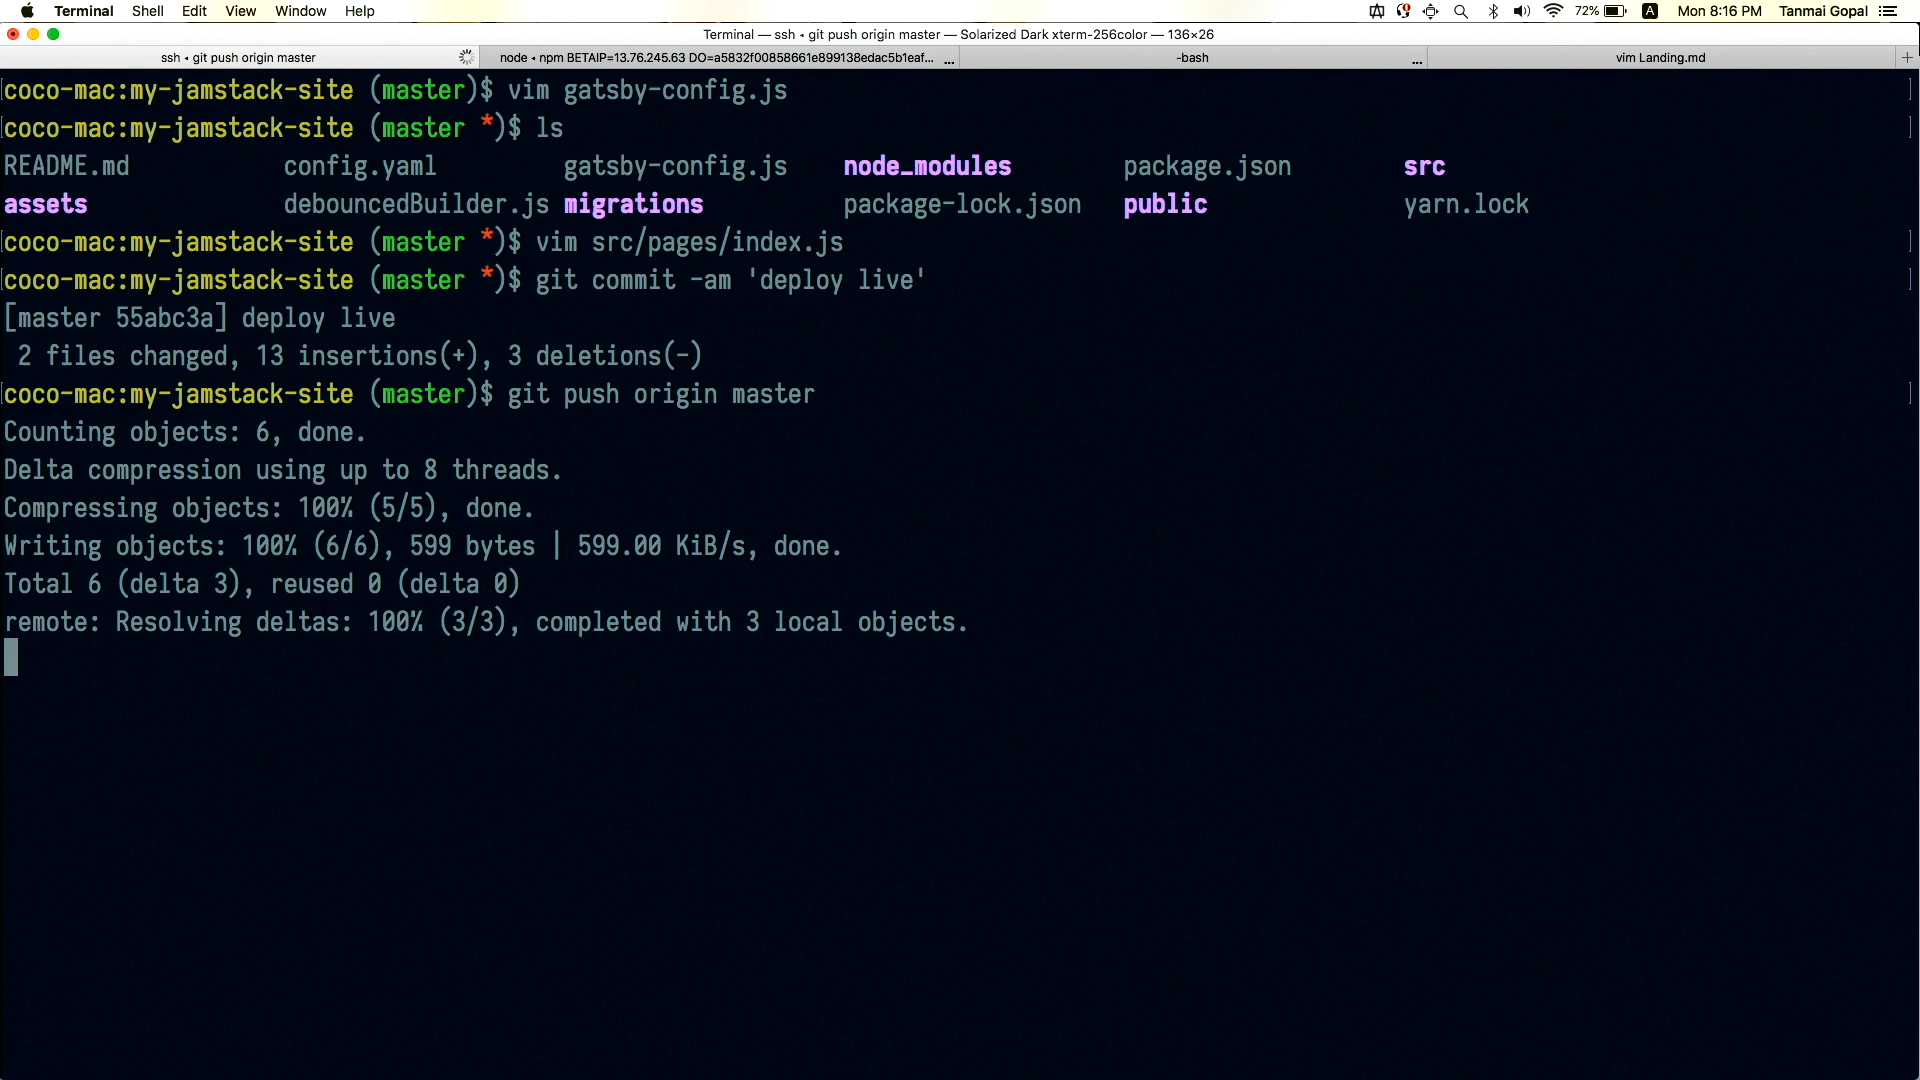 Terminal Shell Edit View Window Help 72% A Mon 8:16 PM Tanmai Gopal
Terminal — ssh ◂ git push origin master — Solarized Dark xterm-256color — 136×26
ssh ◂ git push origin master node ◂ npm BETAIP=13.76.245.63 DO=a5832f00858661e899138edac5b1eaf... ... -bash ... vim Landing.md +
[coco-mac:my-jamstack-site (master)$ vim gatsby-config.js ]
[coco-mac:my-jamstack-site (master *)$ ls ]
README.md config.yaml gatsby-config.js node_modules package.json src
assets debouncedBuilder.js migrations package-lock.json public yarn.lock
[coco-mac:my-jamstack-site (master *)$ vim src/pages/index.js ]
[coco-mac:my-jamstack-site (master *)$ git commit -am 'deploy live' ]
[master 55abc3a] deploy live
2 files changed, 13 insertions(+), 3 deletions(-)
[coco-mac:my-jamstack-site (master)$ git push origin master ]
Counting objects: 6, done.
Delta compression using up to 8 threads.
Compressing objects: 100% (5/5), done.
Writing objects: 100% (6/6), 599 bytes | 599.00 KiB/s, done.
Total 6 (delta 3), reused 0 (delta 0)
remote: Resolving deltas: 100% (3/3), completed with 3 local objects.